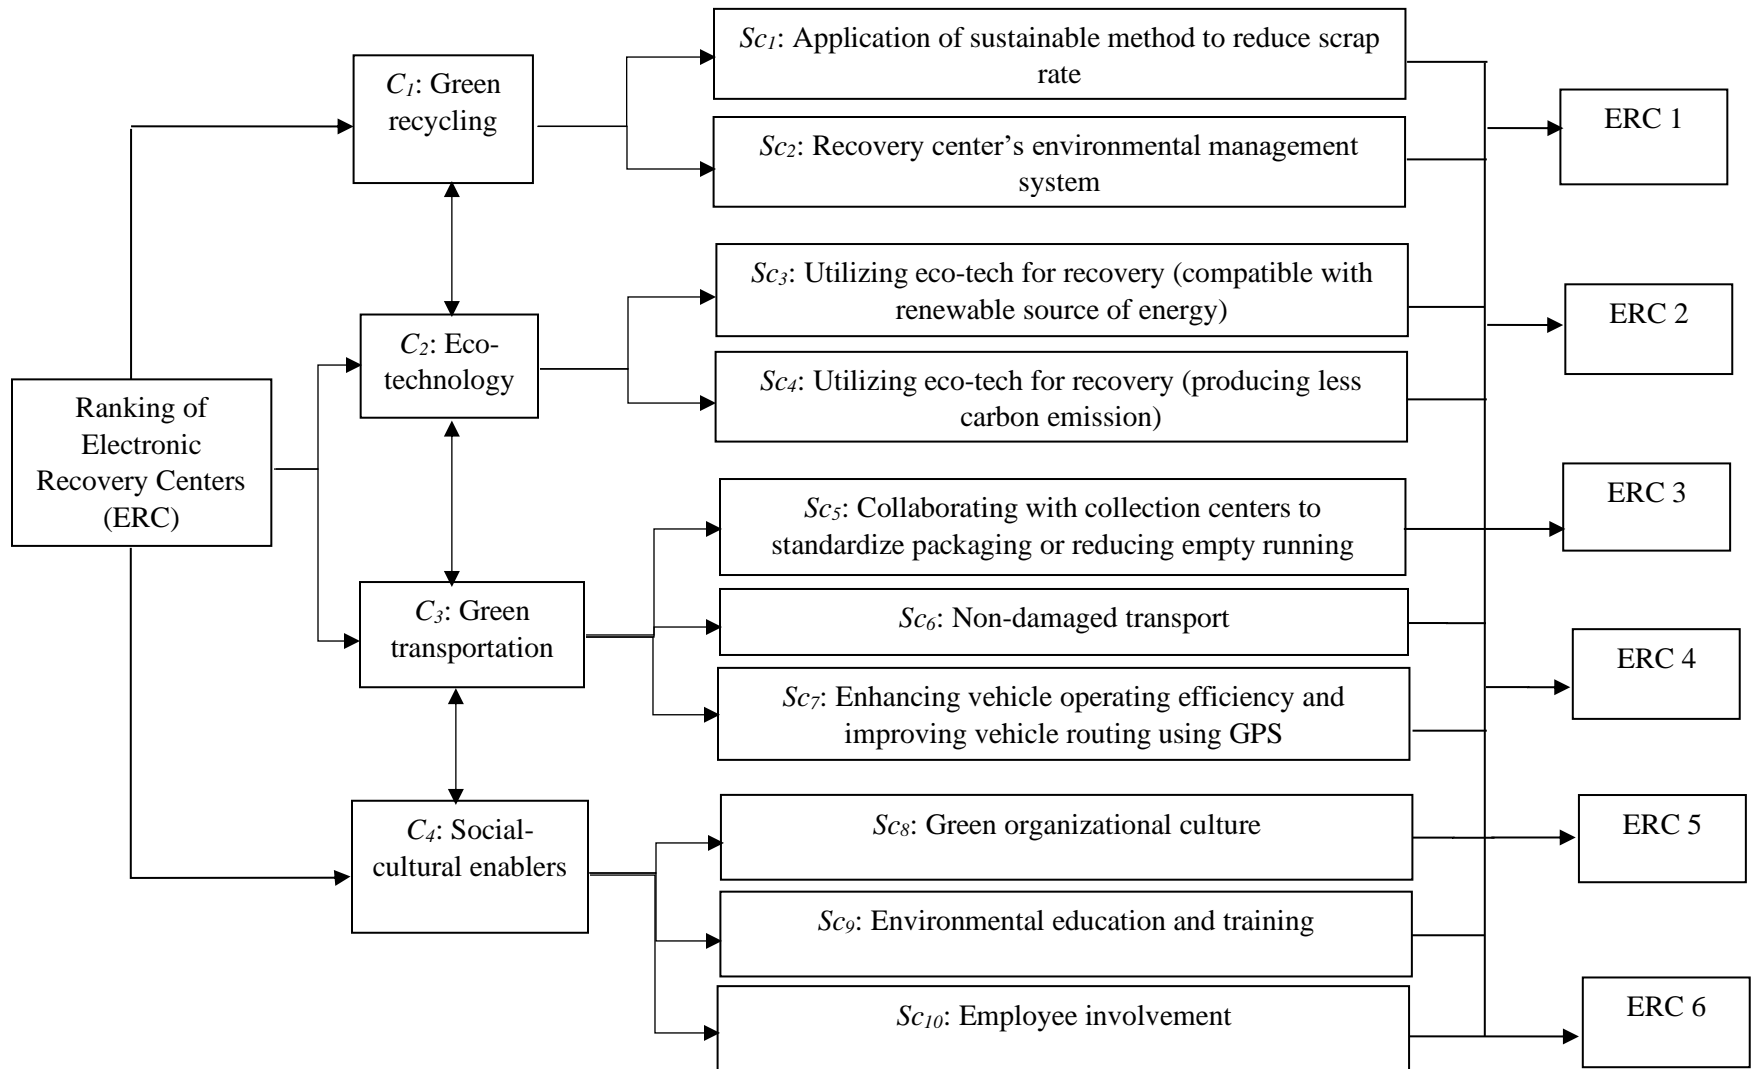 Ranking of
Electronic
Recovery Centers
(ERC)
C1: Green
recycling
C2: Eco-
technology
C3: Green
transportation
C4: Social-
cultural enablers
Sc1: Application of sustainable method to reduce scrap
rate
Sc2: Recovery center’s environmental management
system
Sc3: Utilizing eco-tech for recovery (compatible with
renewable source of energy)
Sc4: Utilizing eco-tech for recovery (producing less
carbon emission)
Sc5: Collaborating with collection centers to
standardize packaging or reducing empty running
Sc6: Non-damaged transport
Sc7: Enhancing vehicle operating efficiency and
improving vehicle routing using GPS
Sc8: Green organizational culture
Sc9: Environmental education and training
Sc10: Employee involvement
ERC 1
ERC 2
ERC 3
ERC 4
ERC 5
ERC 6